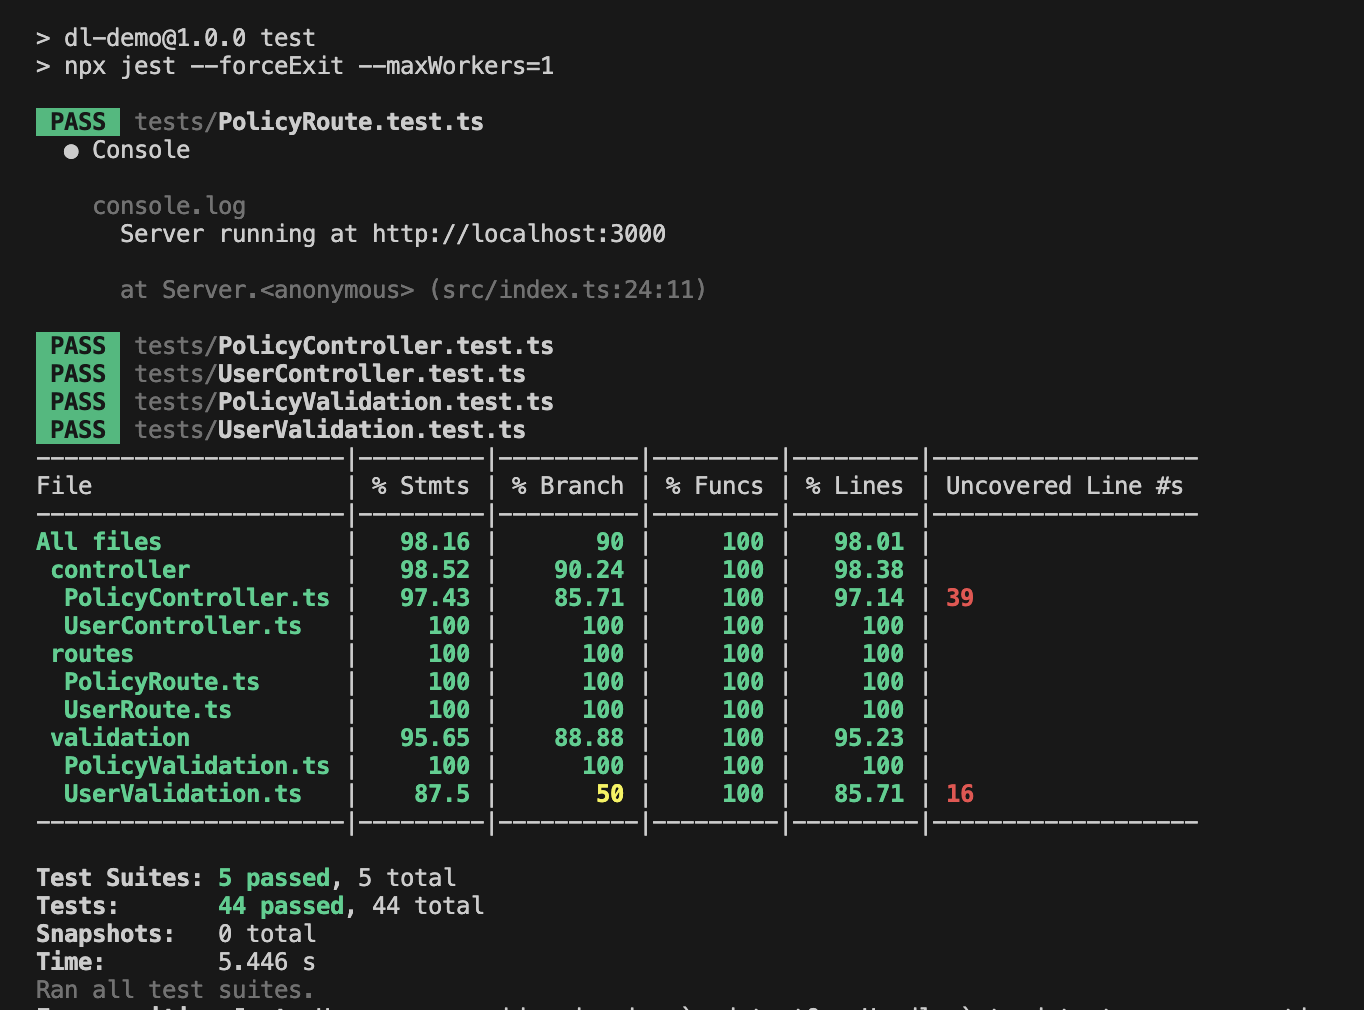 > dl-demo@1.0.0 test
> npx jest --forceExit --maxWorkers=1
PASS tests/PolicyRoute.test.ts
● Console
console.log
Server running at http://localhost:3000
at Server.<anonymous> (src/index.ts:24:11)
PASS tests/PolicyController.test.ts
PASS tests/UserController.test.ts
PASS tests/PolicyValidation.test.ts
PASS tests/UserValidation.test.ts
File | % Stmts | % Branch | % Funcs | % Lines | Uncovered Line #s
All files | 98.16 | 90 | 100 | 98.01 |
controller | 98.52 | 90.24 | 100 | 98.38 |
PolicyController.ts | 97.43 | 85.71 | 100 | 97.14 | 39
UserController.ts | 100 | 100 | 100 | 100 |
routes | 100 | 100 | 100 | 100 |
PolicyRoute.ts | 100 | 100 | 100 | 100 |
UserRoute.ts | 100 | 100 | 100 | 100 |
validation | 95.65 | 88.88 | 100 | 95.23 |
PolicyValidation.ts | 100 | 100 | 100 | 100 |
UserValidation.ts | 87.5 | 50 | 100 | 85.71 | 16
Test Suites: 5 passed, 5 total
Tests: 44 passed, 44 total
Snapshots: 0 total
Time: 5.446 s
Ran all test suites.